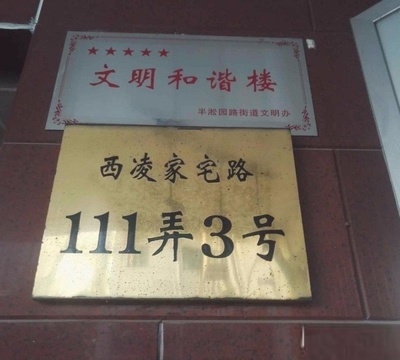 ★★★★★
文明和谐楼
半淞园路街道文明办
西凌家宅路
111弄3号